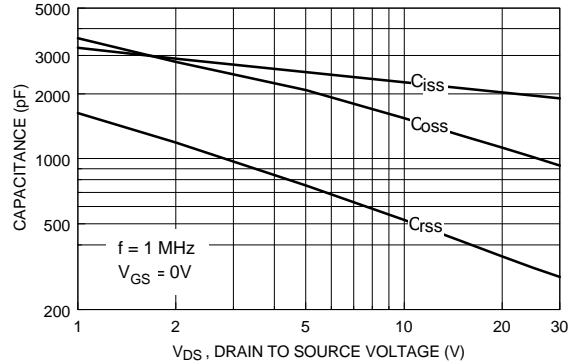 5000
3000
2000
1000
500
200
CAPACITANCE (pF)
Ciss
Coss
Crss
f = 1 MHz
VGS = 0V
1 2 5 10 20 30
VDS , DRAIN TO SOURCE VOLTAGE (V)